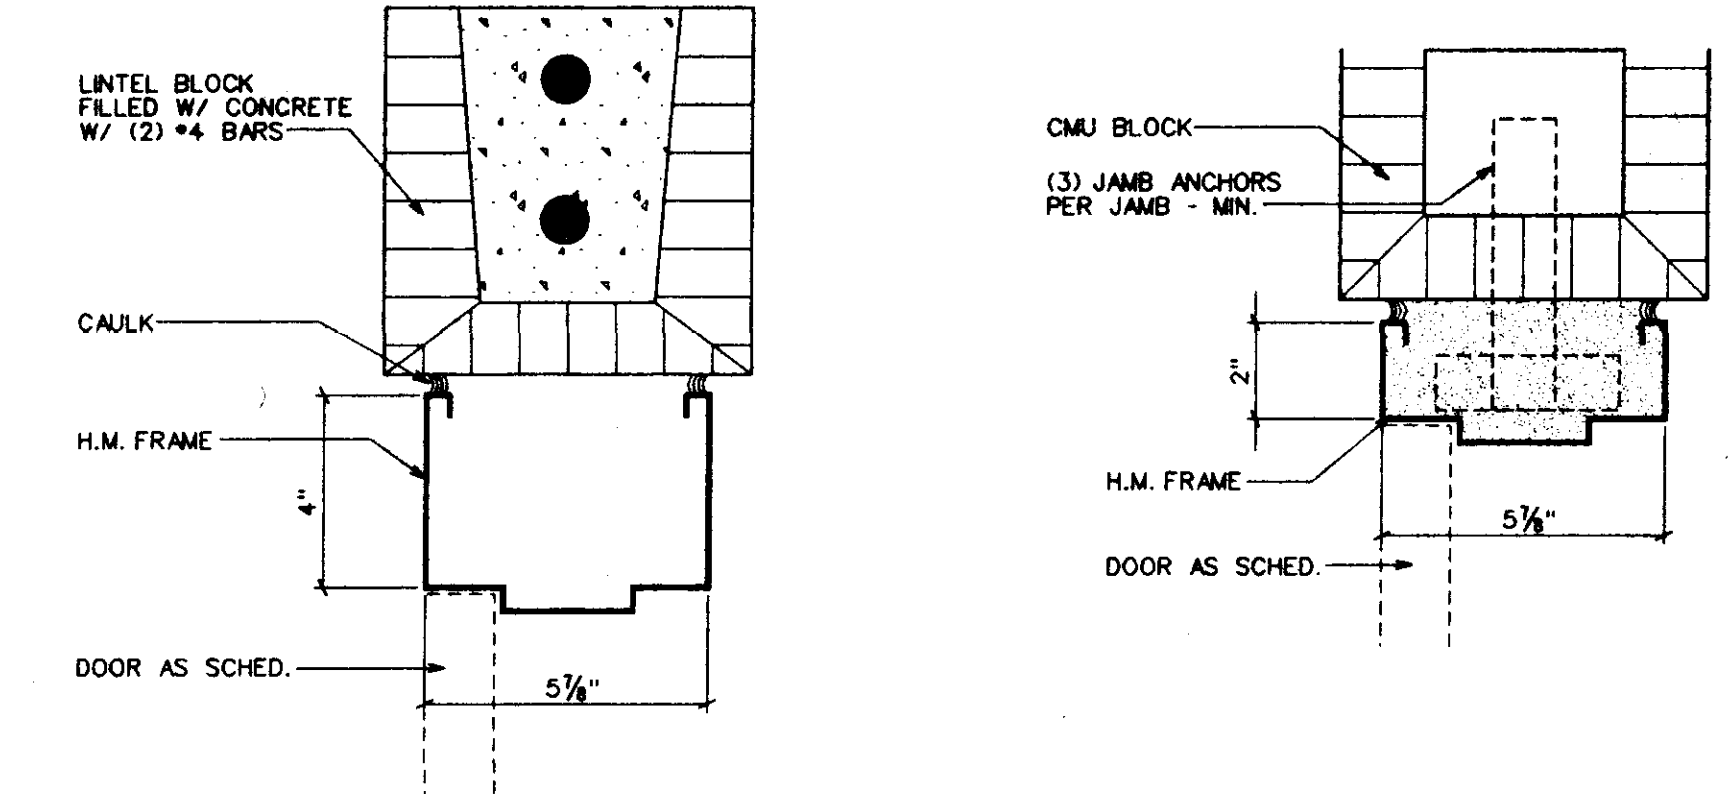 LINTEL BLOCK
FILLED W/ CONCRETE
W/ (2) #4 BARS
CAULK
H.M. FRAME
4"
DOOR AS SCHED.
5⅞"
CMU BLOCK
(3) JAMB ANCHORS
PER JAMB - MIN.
2"
H.M. FRAME
5⅞"
DOOR AS SCHED.